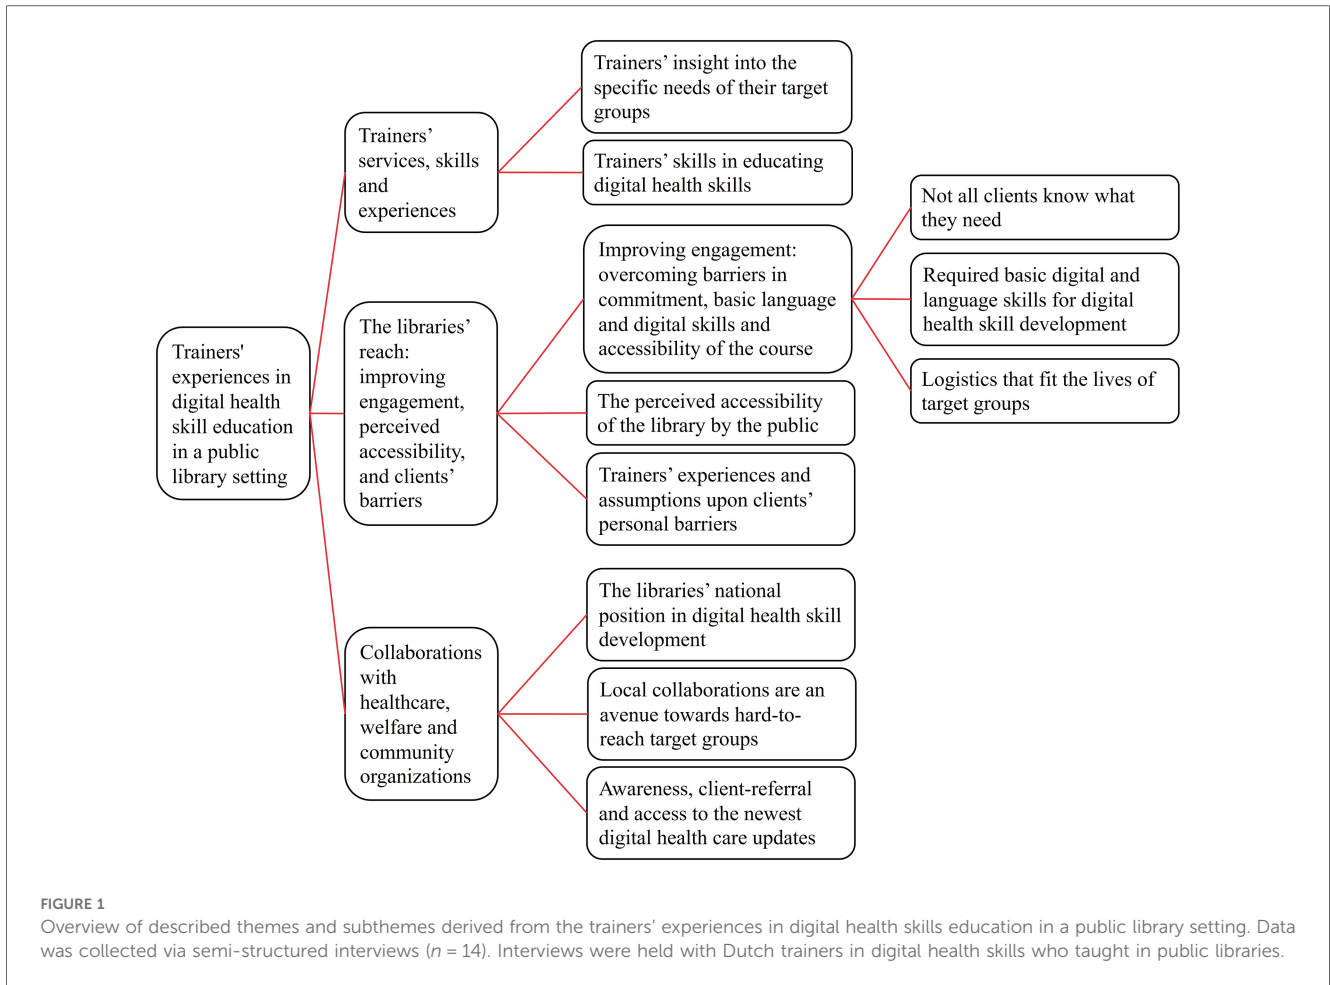 Trainers'
experiences in
digital health
skill education
in a public
library setting
Trainers’
services, skills
and
experiences
Trainers’ insight into the
specific needs of their target
groups
Trainers’ skills in educating
digital health skills
The libraries’
reach:
improving
engagement,
perceived
accessibility,
and clients’
barriers
Improving engagement:
overcoming barriers in
commitment, basic language
and digital skills and
accessibility of the course
Not all clients know what
they need
Required basic digital and
language skills for digital
health skill development
Logistics that fit the lives of
target groups
The perceived accessibility
of the library by the public
Trainers’ experiences and
assumptions upon clients’
personal barriers
Collaborations
with
healthcare,
welfare and
community
organizations
The libraries’ national
position in digital health skill
development
Local collaborations are an
avenue towards hard-to-
reach target groups
Awareness, client-referral
and access to the newest
digital health care updates
FIGURE 1
Overview of described themes and subthemes derived from the trainers’ experiences in digital health skills education in a public library setting. Data
was collected via semi-structured interviews (n = 14). Interviews were held with Dutch trainers in digital health skills who taught in public libraries.